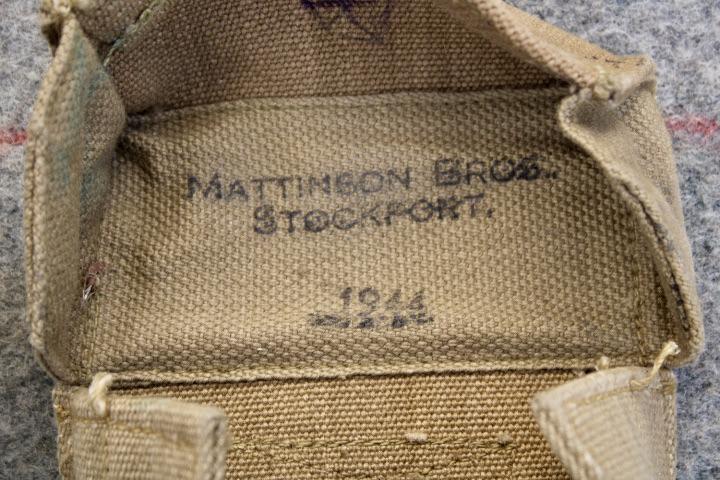 MATTINSON BROS.,
STOCKPORT.
1944